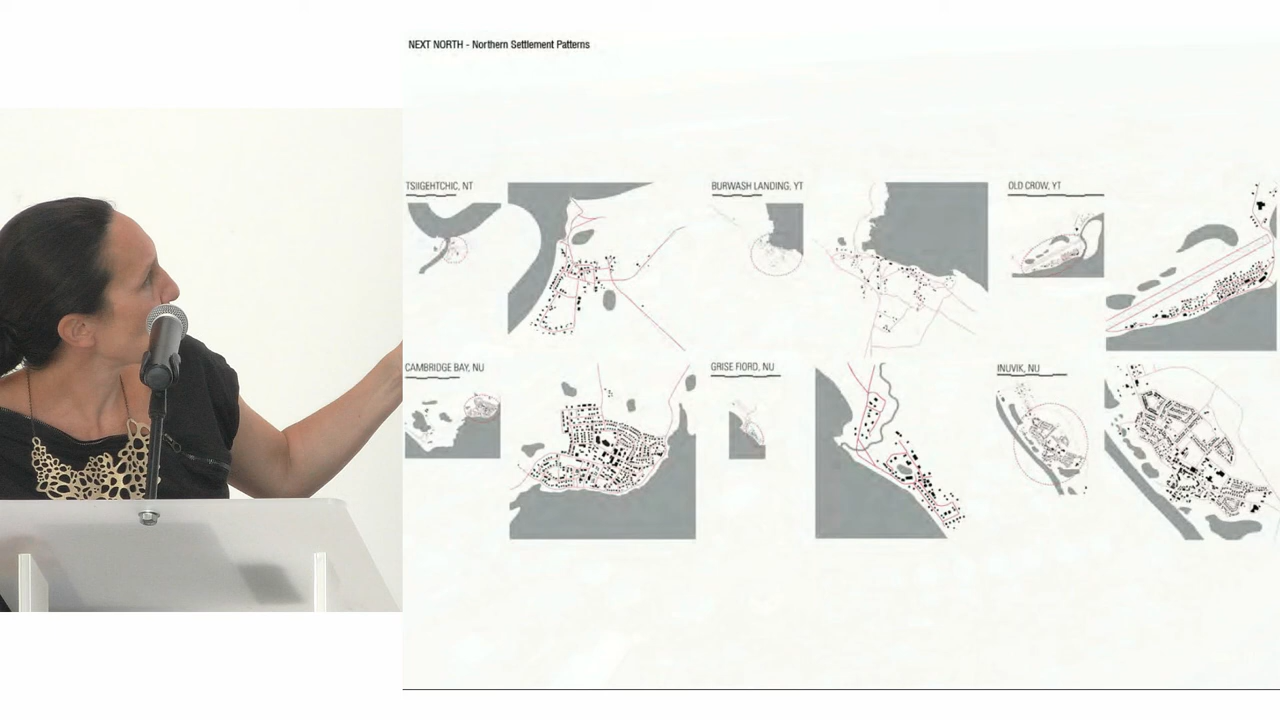 NEXT NORTH - Northern Settlement Patterns
TSIIGEHTCHIC, NT
BURWASH LANDING, YT
OLD CROW, YT
CAMBRIDGE BAY, NU
GRISE FIORD, NU
INUVIK, NU